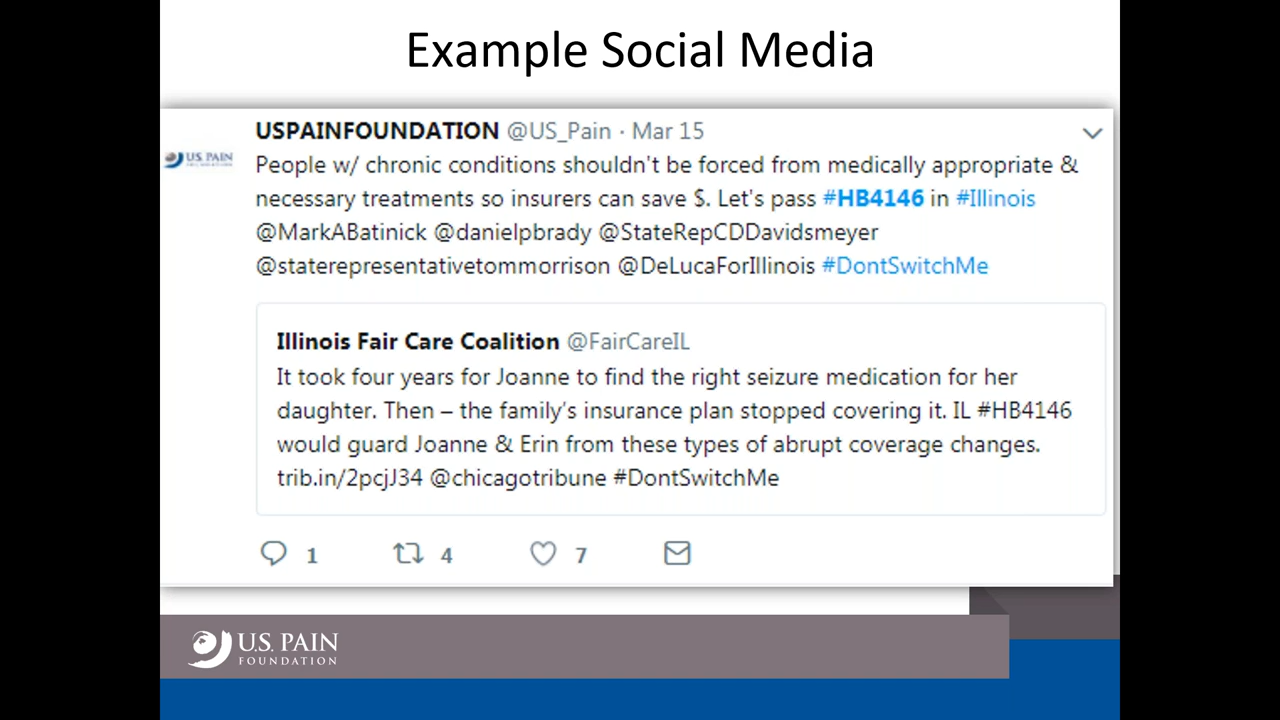 Example Social Media
USPAINFOUNDATION @US_Pain · Mar 15
U.S. PAIN
People w/ chronic conditions shouldn't be forced from medically appropriate &
necessary treatments so insurers can save $. Let's pass #HB4146 in #Illinois
@MarkABatinick @danielpbrady @StateRepCDDavidsmeyer
@staterepresentativetommorrison @DeLucaForIllinois #DontSwitchMe
Illinois Fair Care Coalition @FairCareIL
It took four years for Joanne to find the right seizure medication for her
daughter. Then – the family's insurance plan stopped covering it. IL #HB4146
would guard Joanne & Erin from these types of abrupt coverage changes.
trib.in/2pcjJ34 @chicagotribune #DontSwitchMe
1 4 7
U.S. PAIN
FOUNDATION